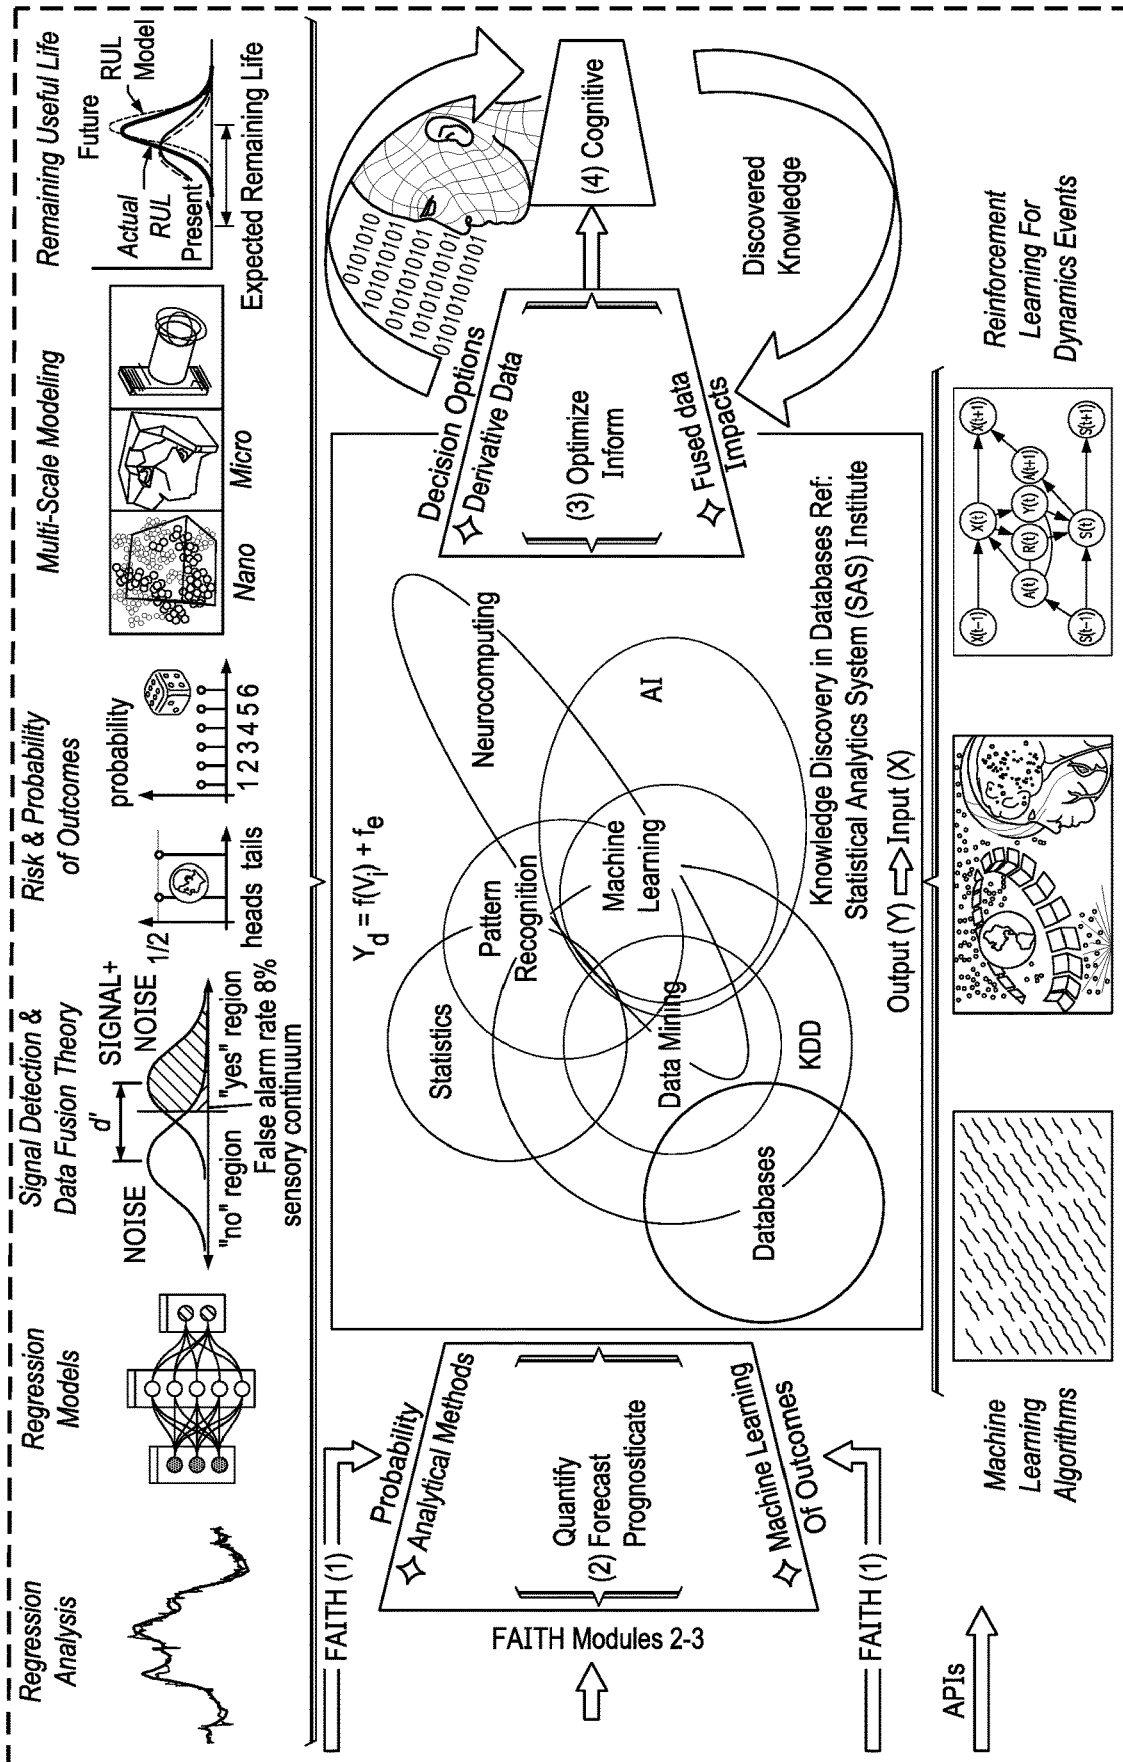 Regression
Analysis
Regression
Models
Signal Detection &
Data Fusion Theory
NOISE
d'
SIGNAL+
NOISE
"no" region
"yes" region
False alarm rate 8%
sensory continuum
Risk & Probability
of Outcomes
1/2
heads tails
probability
1 2 3 4 5 6
Multi-Scale Modeling
Nano
Micro
Remaining Useful Life
Future
RUL
Model
Actual
RUL
Present
Expected Remaining Life
FAITH (1)
Probability
Analytical Methods
Quantify
(2) Forecast
Prognosticate
Machine Learning
Of Outcomes
FAITH Modules 2-3
FAITH (1)
APIs
Y_d = f(V_i) + f_e
Statistics
Pattern
Recognition
Neurocomputing
Machine
Learning
AI
Data Mining
KDD
Databases
Knowledge Discovery in Databases Ref:
Statistical Analytics System (SAS) Institute
Output (Y) Input (X)
Decision Options
Derivative Data
(3) Optimize
Inform
Fused data
Impacts
0101010
101010101
0101010101
10101010101
010101010101
(4) Cognitive
Discovered
Knowledge
Machine
Learning
Algorithms
X(t-1)
X(t)
X(t+1)
A(t)
R(t)
Y(t)
A(t+1)
S(t-1)
S(t)
S(t+1)
Reinforcement
Learning For
Dynamics Events